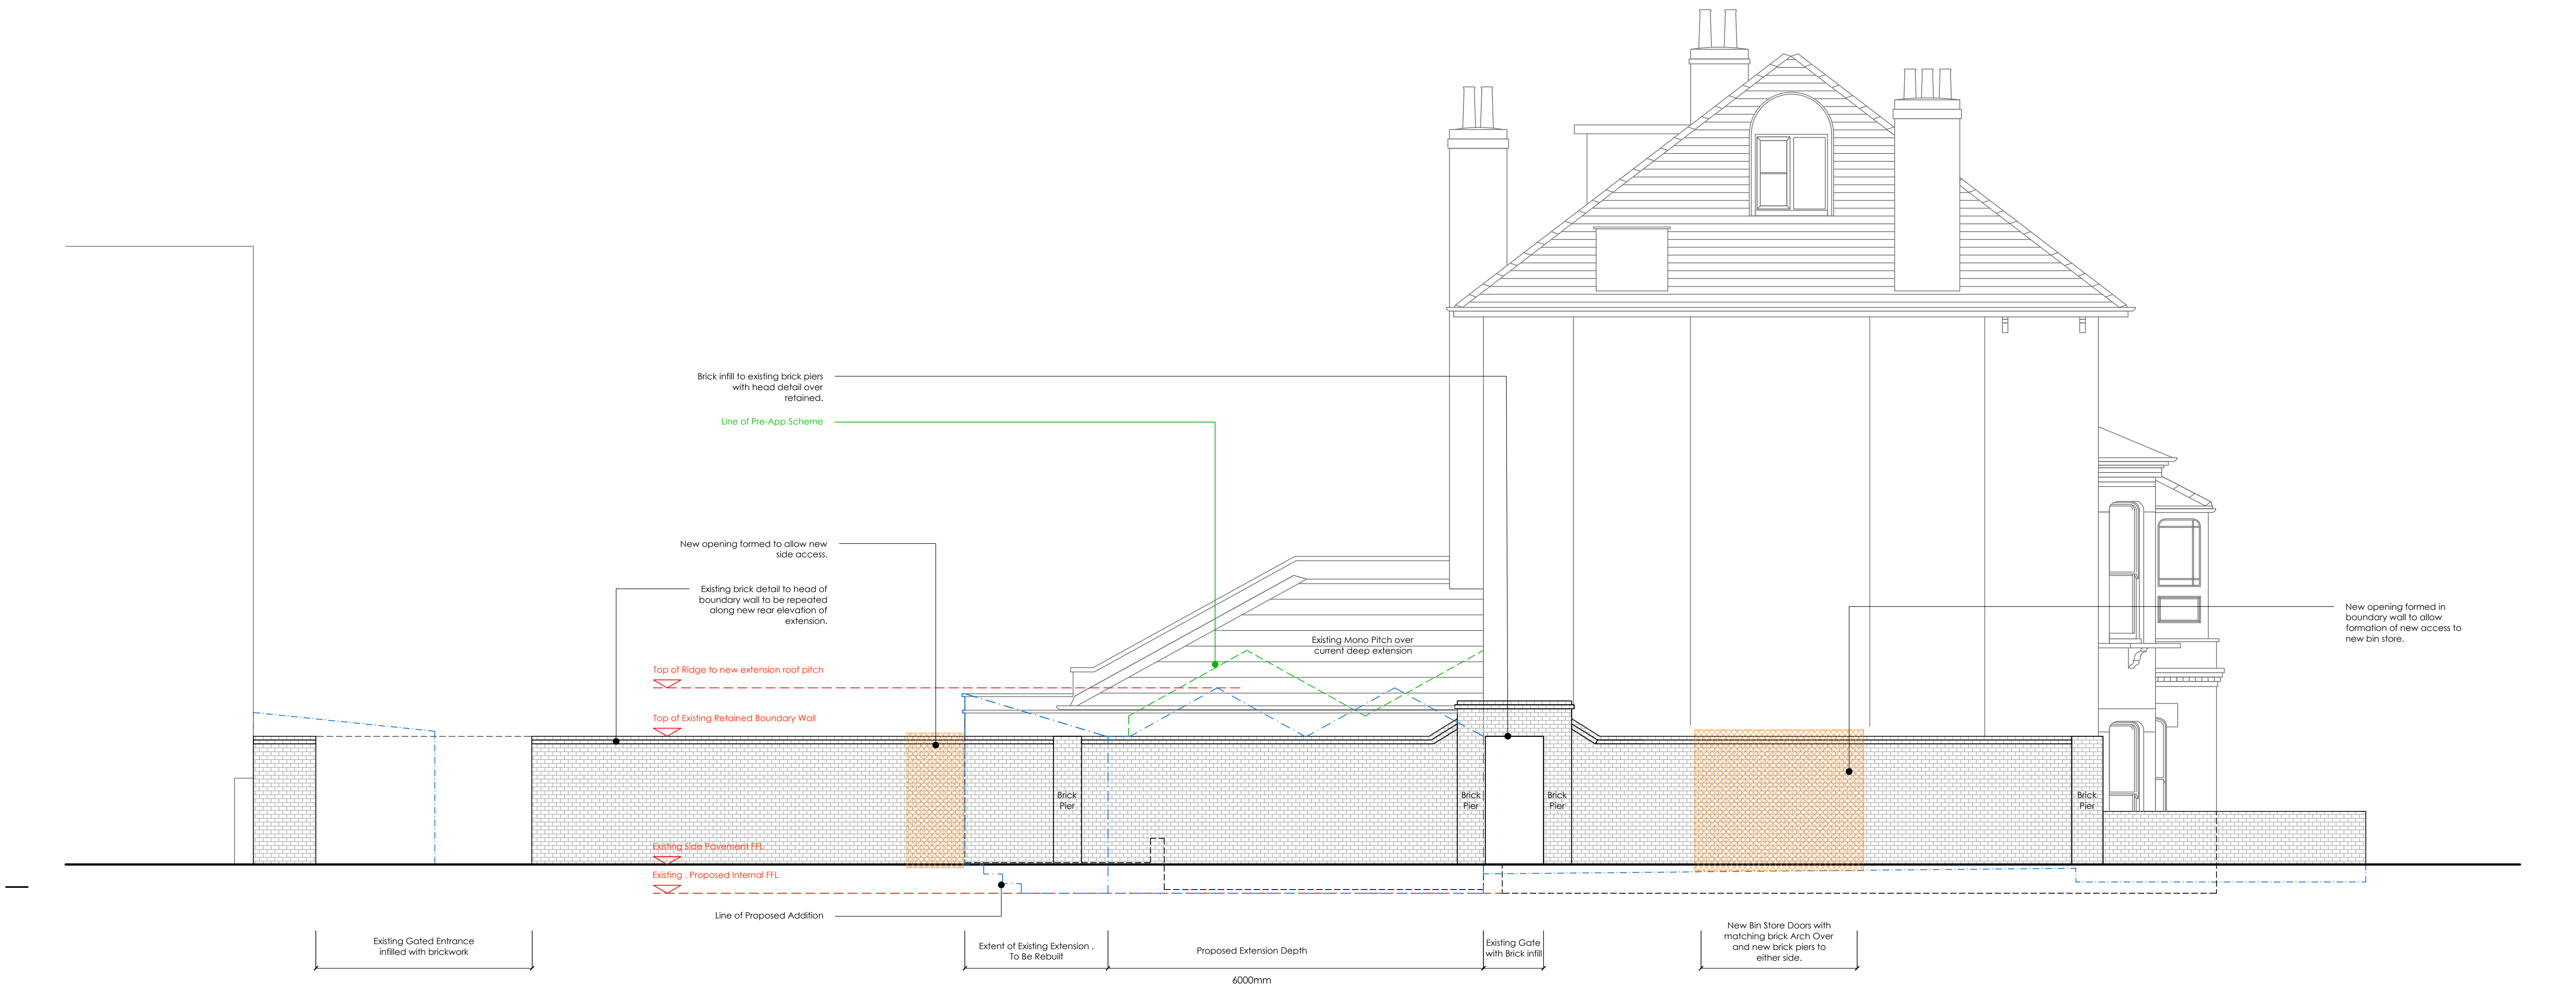 Brick infill to existing brick piers
with head detail over
retained.
Line of Pre-App Scheme
New opening formed to allow new
side access.
Existing brick detail to head of
boundary wall to be repeated
along new rear elevation of
extension.
New opening formed in
boundary wall to allow
formation of new access to
new bin store.
Existing Mono Pitch over
current deep extension
Top of Ridge to new extension roof pitch
Top of Existing Retained Boundary Wall
Brick
Pier
Brick
Pier
Brick
Pier
Brick
Pier
Existing Side Pavement FFL
Existing . Proposed Internal FFL
Line of Proposed Addition
Existing Gated Entrance
infilled with brickwork
Extent of Existing Extension .
To Be Rebuilt
Proposed Extension Depth
Existing Gate
with Brick infill
New Bin Store Doors with
matching brick Arch Over
and new brick piers to
either side.
6000mm